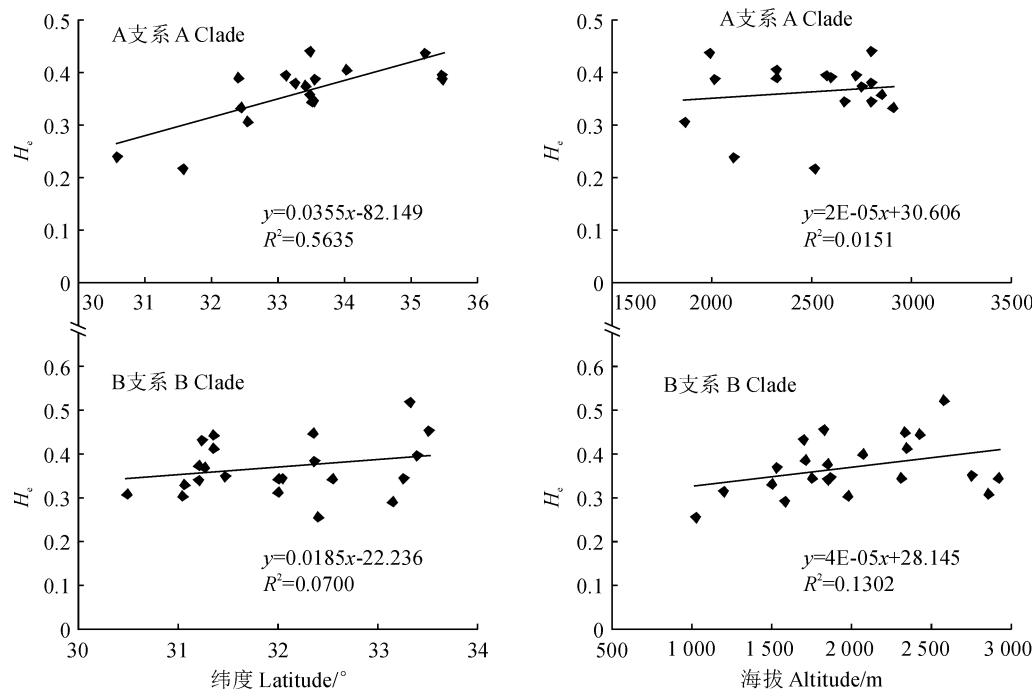 A支系 A Clade
0.5
0.4
0.3
0.2
0.1
0
Hₑ
y=0.0355x-82.149
R²=0.5635
30 31 32 33 34 35 36
A支系 A Clade
0.5
0.4
0.3
0.2
0.1
0
Hₑ
y=2E-05x+30.606
R²=0.0151
1500 2000 2500 3000 3500
B支系 B Clade
0.6
0.5
0.4
0.3
0.2
0.1
0
Hₑ
y=0.0185x-22.236
R²=0.0700
30 31 32 33 34
纬度 Latitude/°
B支系 B Clade
0.6
0.5
0.4
0.3
0.2
0.1
0
Hₑ
y=4E-05x+28.145
R²=0.1302
500 1 000 1 500 2 000 2 500 3 000
海拔 Altitude/m